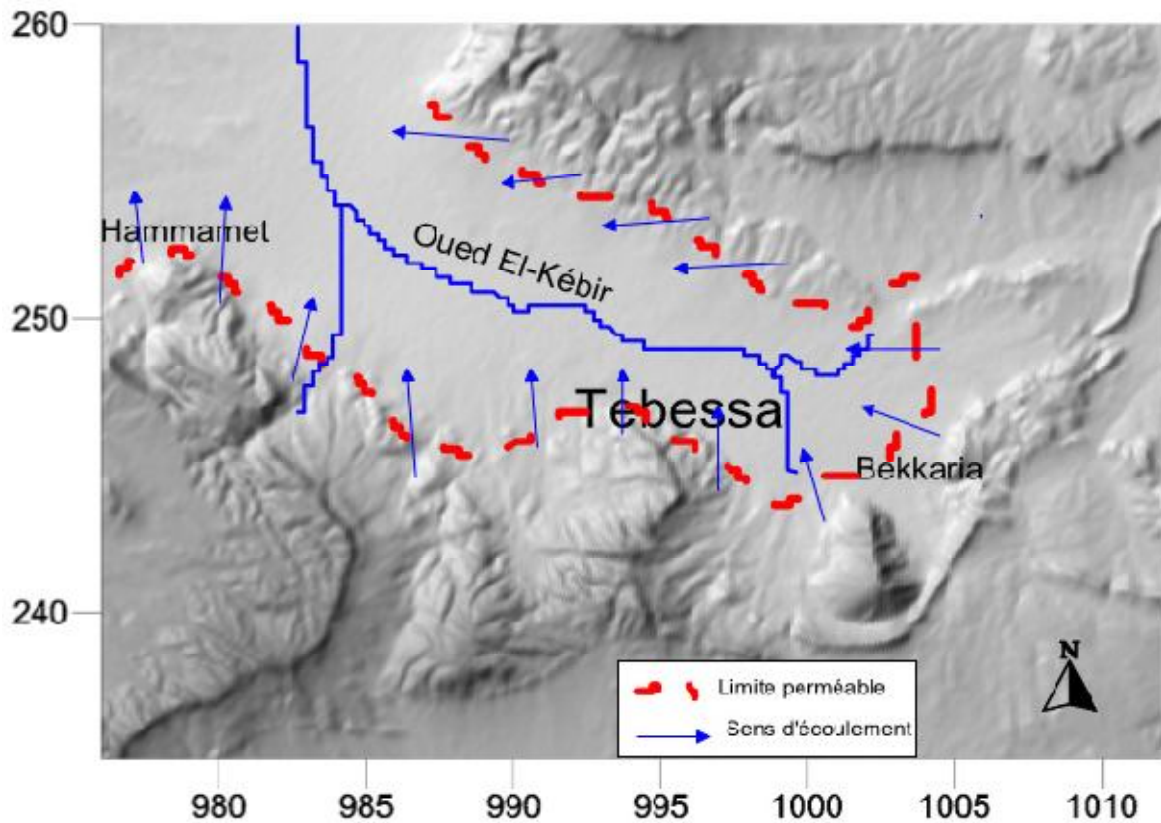 260
Hammamet
Oued El-Kébir
250
Tebessa
Bekkaria
240
N
Limite perméable
Sens d'écoulement
980 985 990 995 1000 1005 1010